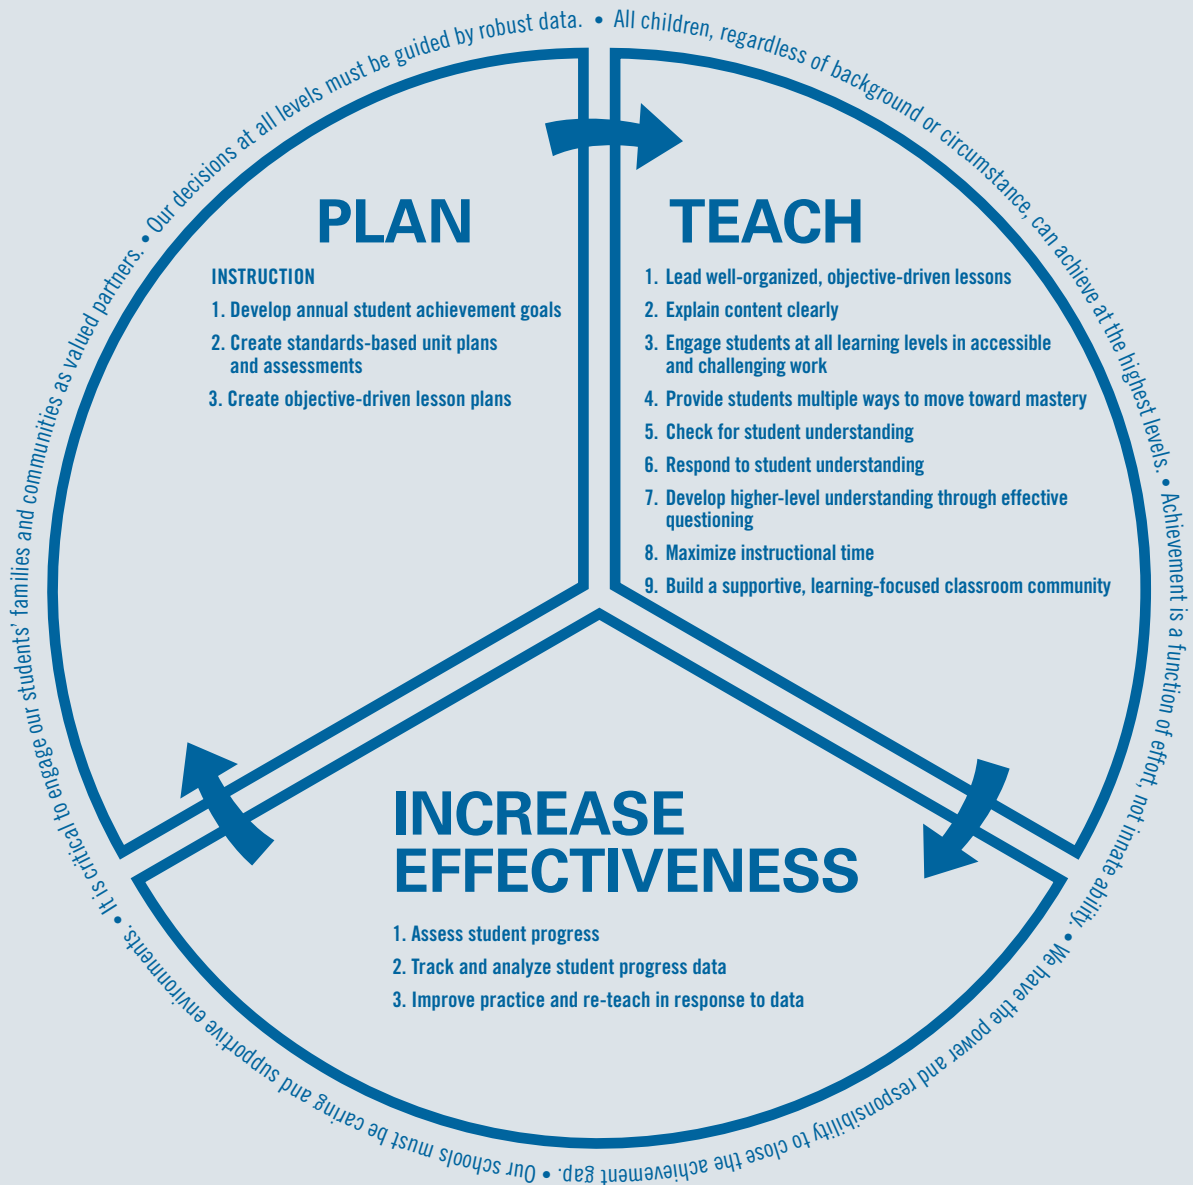 All children, regardless of background or circumstance, can achieve at the highest levels. • Achievement is a function of effort, not innate ability. • We have the power and responsibility to close the achievement gap. • Our schools must be caring and supportive environments. • It is critical to engage our students’ families and communities as valued partners. • Our decisions at all levels must be guided by robust data. •
PLAN
INSTRUCTION
1. Develop annual student achievement goals
2. Create standards-based unit plans
and assessments
3. Create objective-driven lesson plans
TEACH
1. Lead well-organized, objective-driven lessons
2. Explain content clearly
3. Engage students at all learning levels in accessible
and challenging work
4. Provide students multiple ways to move toward mastery
5. Check for student understanding
6. Respond to student understanding
7. Develop higher-level understanding through effective
questioning
8. Maximize instructional time
9. Build a supportive, learning-focused classroom community
INCREASE
EFFECTIVENESS
1. Assess student progress
2. Track and analyze student progress data
3. Improve practice and re-teach in response to data